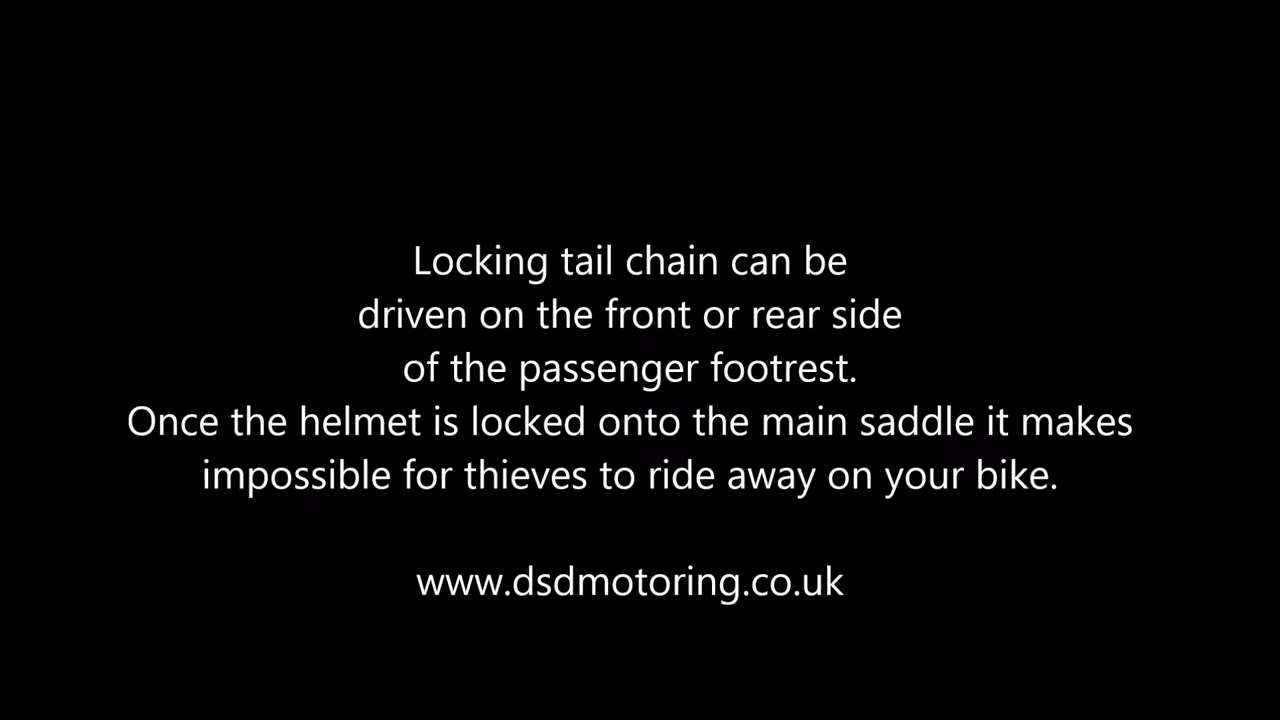 Locking tail chain can be
driven on the front or rear side
of the passenger footrest.
Once the helmet is locked onto the main saddle it makes
impossible for thieves to ride away on your bike.
www.dsdmotoring.co.uk